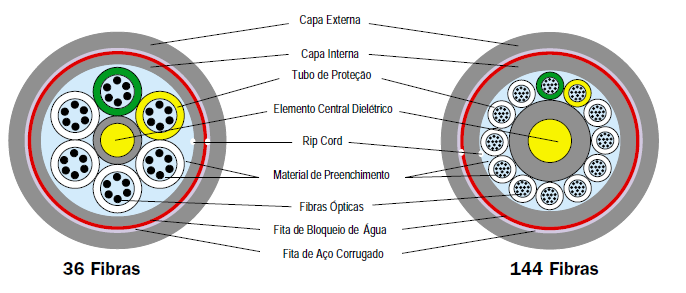 Capa Externa
Capa Interna
Tubo de Proteção
Elemento Central Dielétrico
Rip Cord
Material de Preenchimento
Fibras Ópticas
Fita de Bloqueio de Água
Fita de Aço Corrugado
36 Fibras
144 Fibras